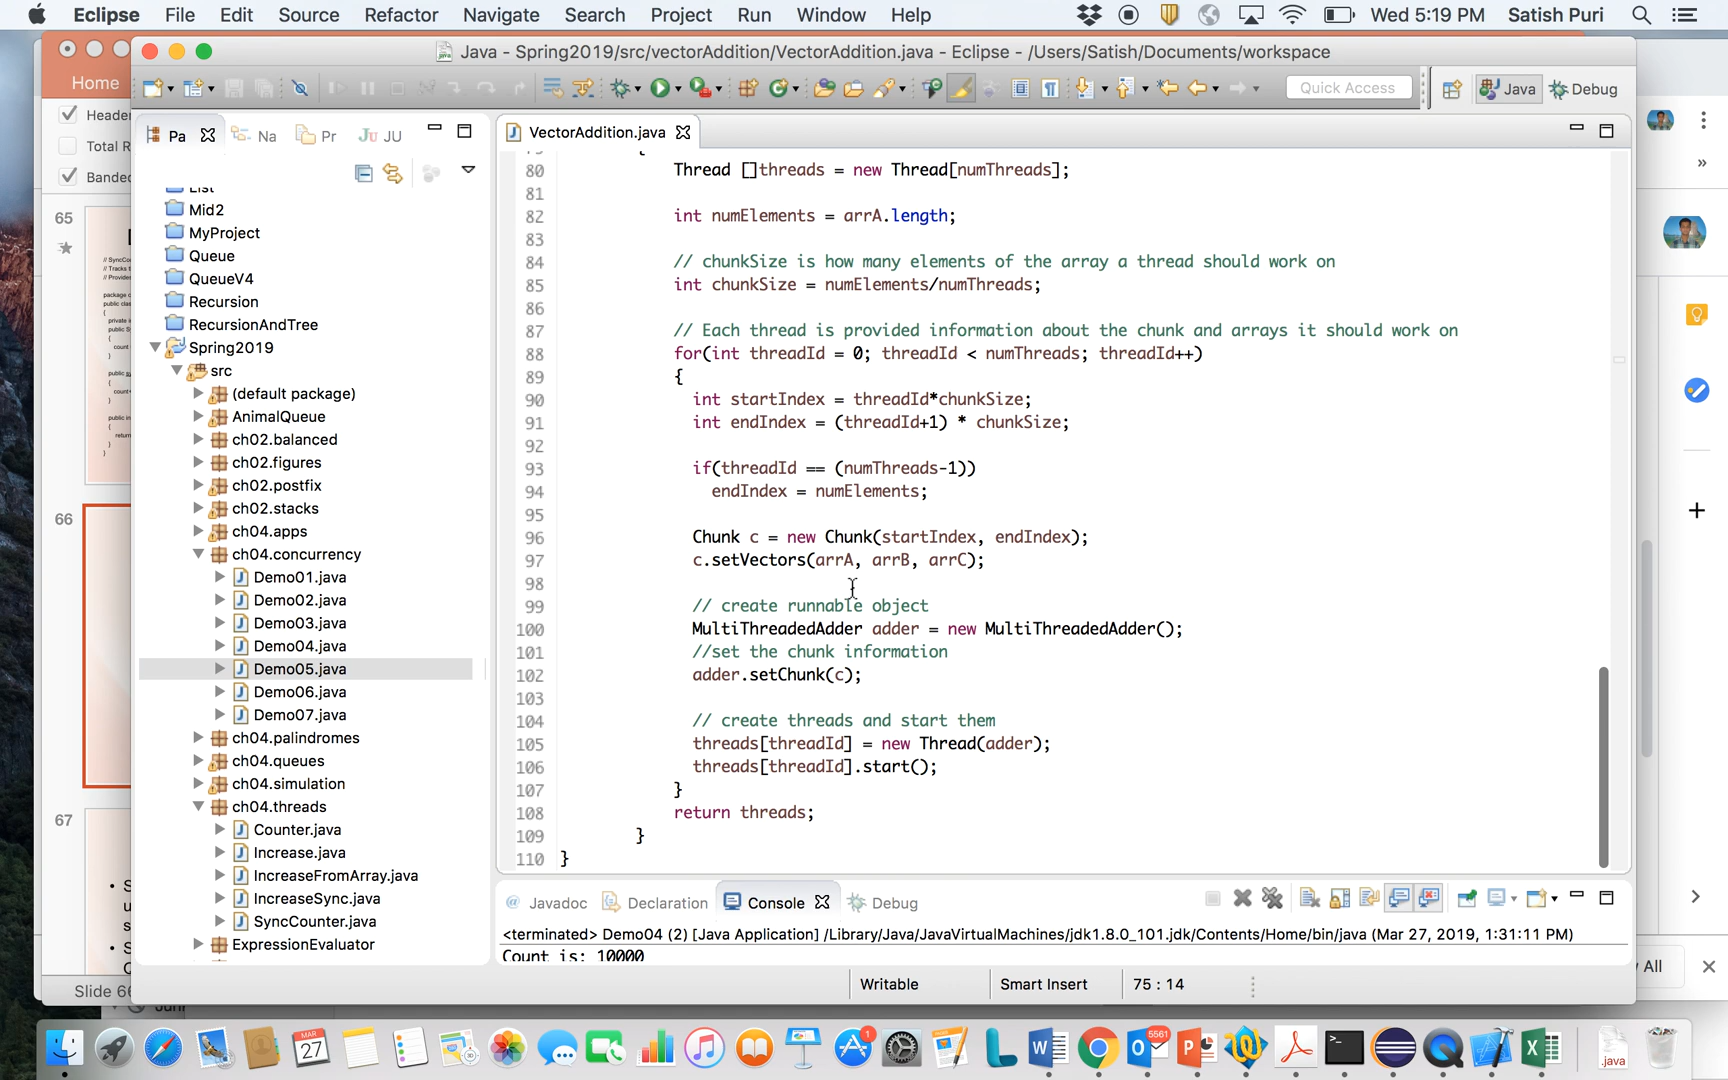 Eclipse File Edit Source Refactor Navigate Search Project Run Window Help Wed 5:19 PM Satish Puri
Java - Spring2019/src/vectorAddition/VectorAddition.java - Eclipse - /Users/Satish/Documents/workspace
Home
Quick Access
Java
Debug
Header
Total R
Banded
Pa
Na
Pr
JU
VectorAddition.java
List
Mid2
MyProject
Queue
QueueV4
Recursion
RecursionAndTree
Spring2019
src
(default package)
AnimalQueue
ch02.balanced
ch02.figures
ch02.postfix
ch02.stacks
ch04.apps
ch04.concurrency
Demo01.java
Demo02.java
Demo03.java
Demo04.java
Demo05.java
Demo06.java
Demo07.java
ch04.palindromes
ch04.queues
ch04.simulation
ch04.threads
Counter.java
Increase.java
IncreaseFromArray.java
IncreaseSync.java
SyncCounter.java
ExpressionEvaluator
65
66
67
80 Thread []threads = new Thread[numThreads];
81
82 int numElements = arrA.length;
83
84 // chunkSize is how many elements of the array a thread should work on
85 int chunkSize = numElements/numThreads;
86
87 // Each thread is provided information about the chunk and arrays it should work on
88 for(int threadId = 0; threadId < numThreads; threadId++)
89 {
90 int startIndex = threadId*chunkSize;
91 int endIndex = (threadId+1) * chunkSize;
92
93 if(threadId == (numThreads-1))
94 endIndex = numElements;
95
96 Chunk c = new Chunk(startIndex, endIndex);
97 c.setVectors(arrA, arrB, arrC);
98
99 // create runnable object
100 MultiThreadedAdder adder = new MultiThreadedAdder();
101 //set the chunk information
102 adder.setChunk(c);
103
104 // create threads and start them
105 threads[threadId] = new Thread(adder);
106 threads[threadId].start();
107 }
108 return threads;
109 }
110 }
Javadoc
Declaration
Console
Debug
<terminated> Demo04 (2) [Java Application] /Library/Java/JavaVirtualMachines/jdk1.8.0_101.jdk/Contents/Home/bin/java (Mar 27, 2019, 1:31:11 PM)
Count is: 10000
Writable
Smart Insert
75 : 14
All
Slide 66
MAR
27
1
5561
.java